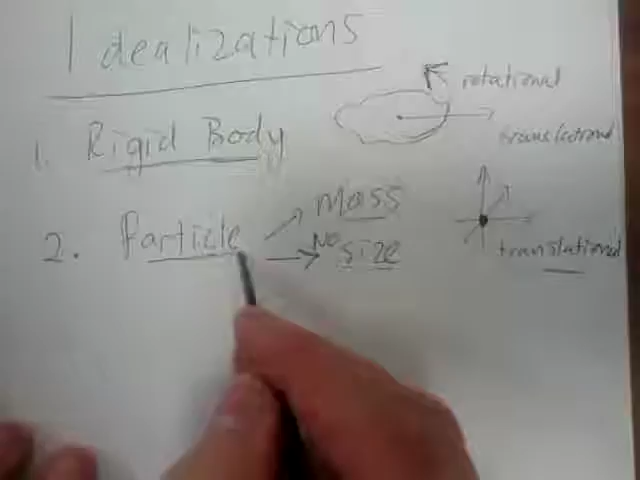 Idealizations
rotational
1. Rigid Body
translational
mass
2. Particle
No size
translational